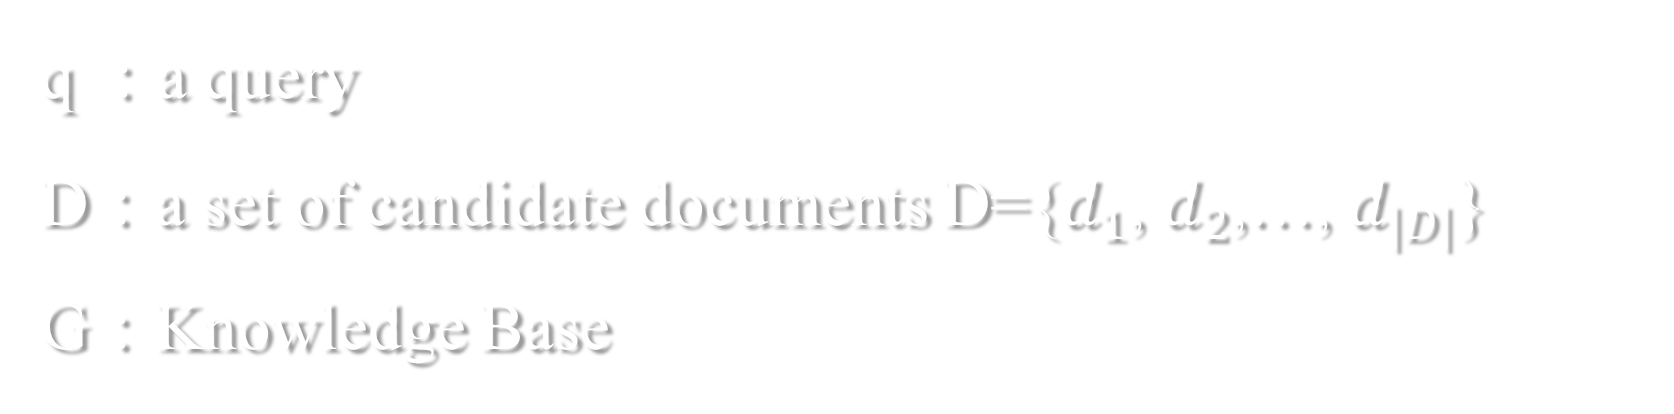 q : a query
D : a set of candidate documents D={d₁, d₂,…, d|D|}
G : Knowledge Base